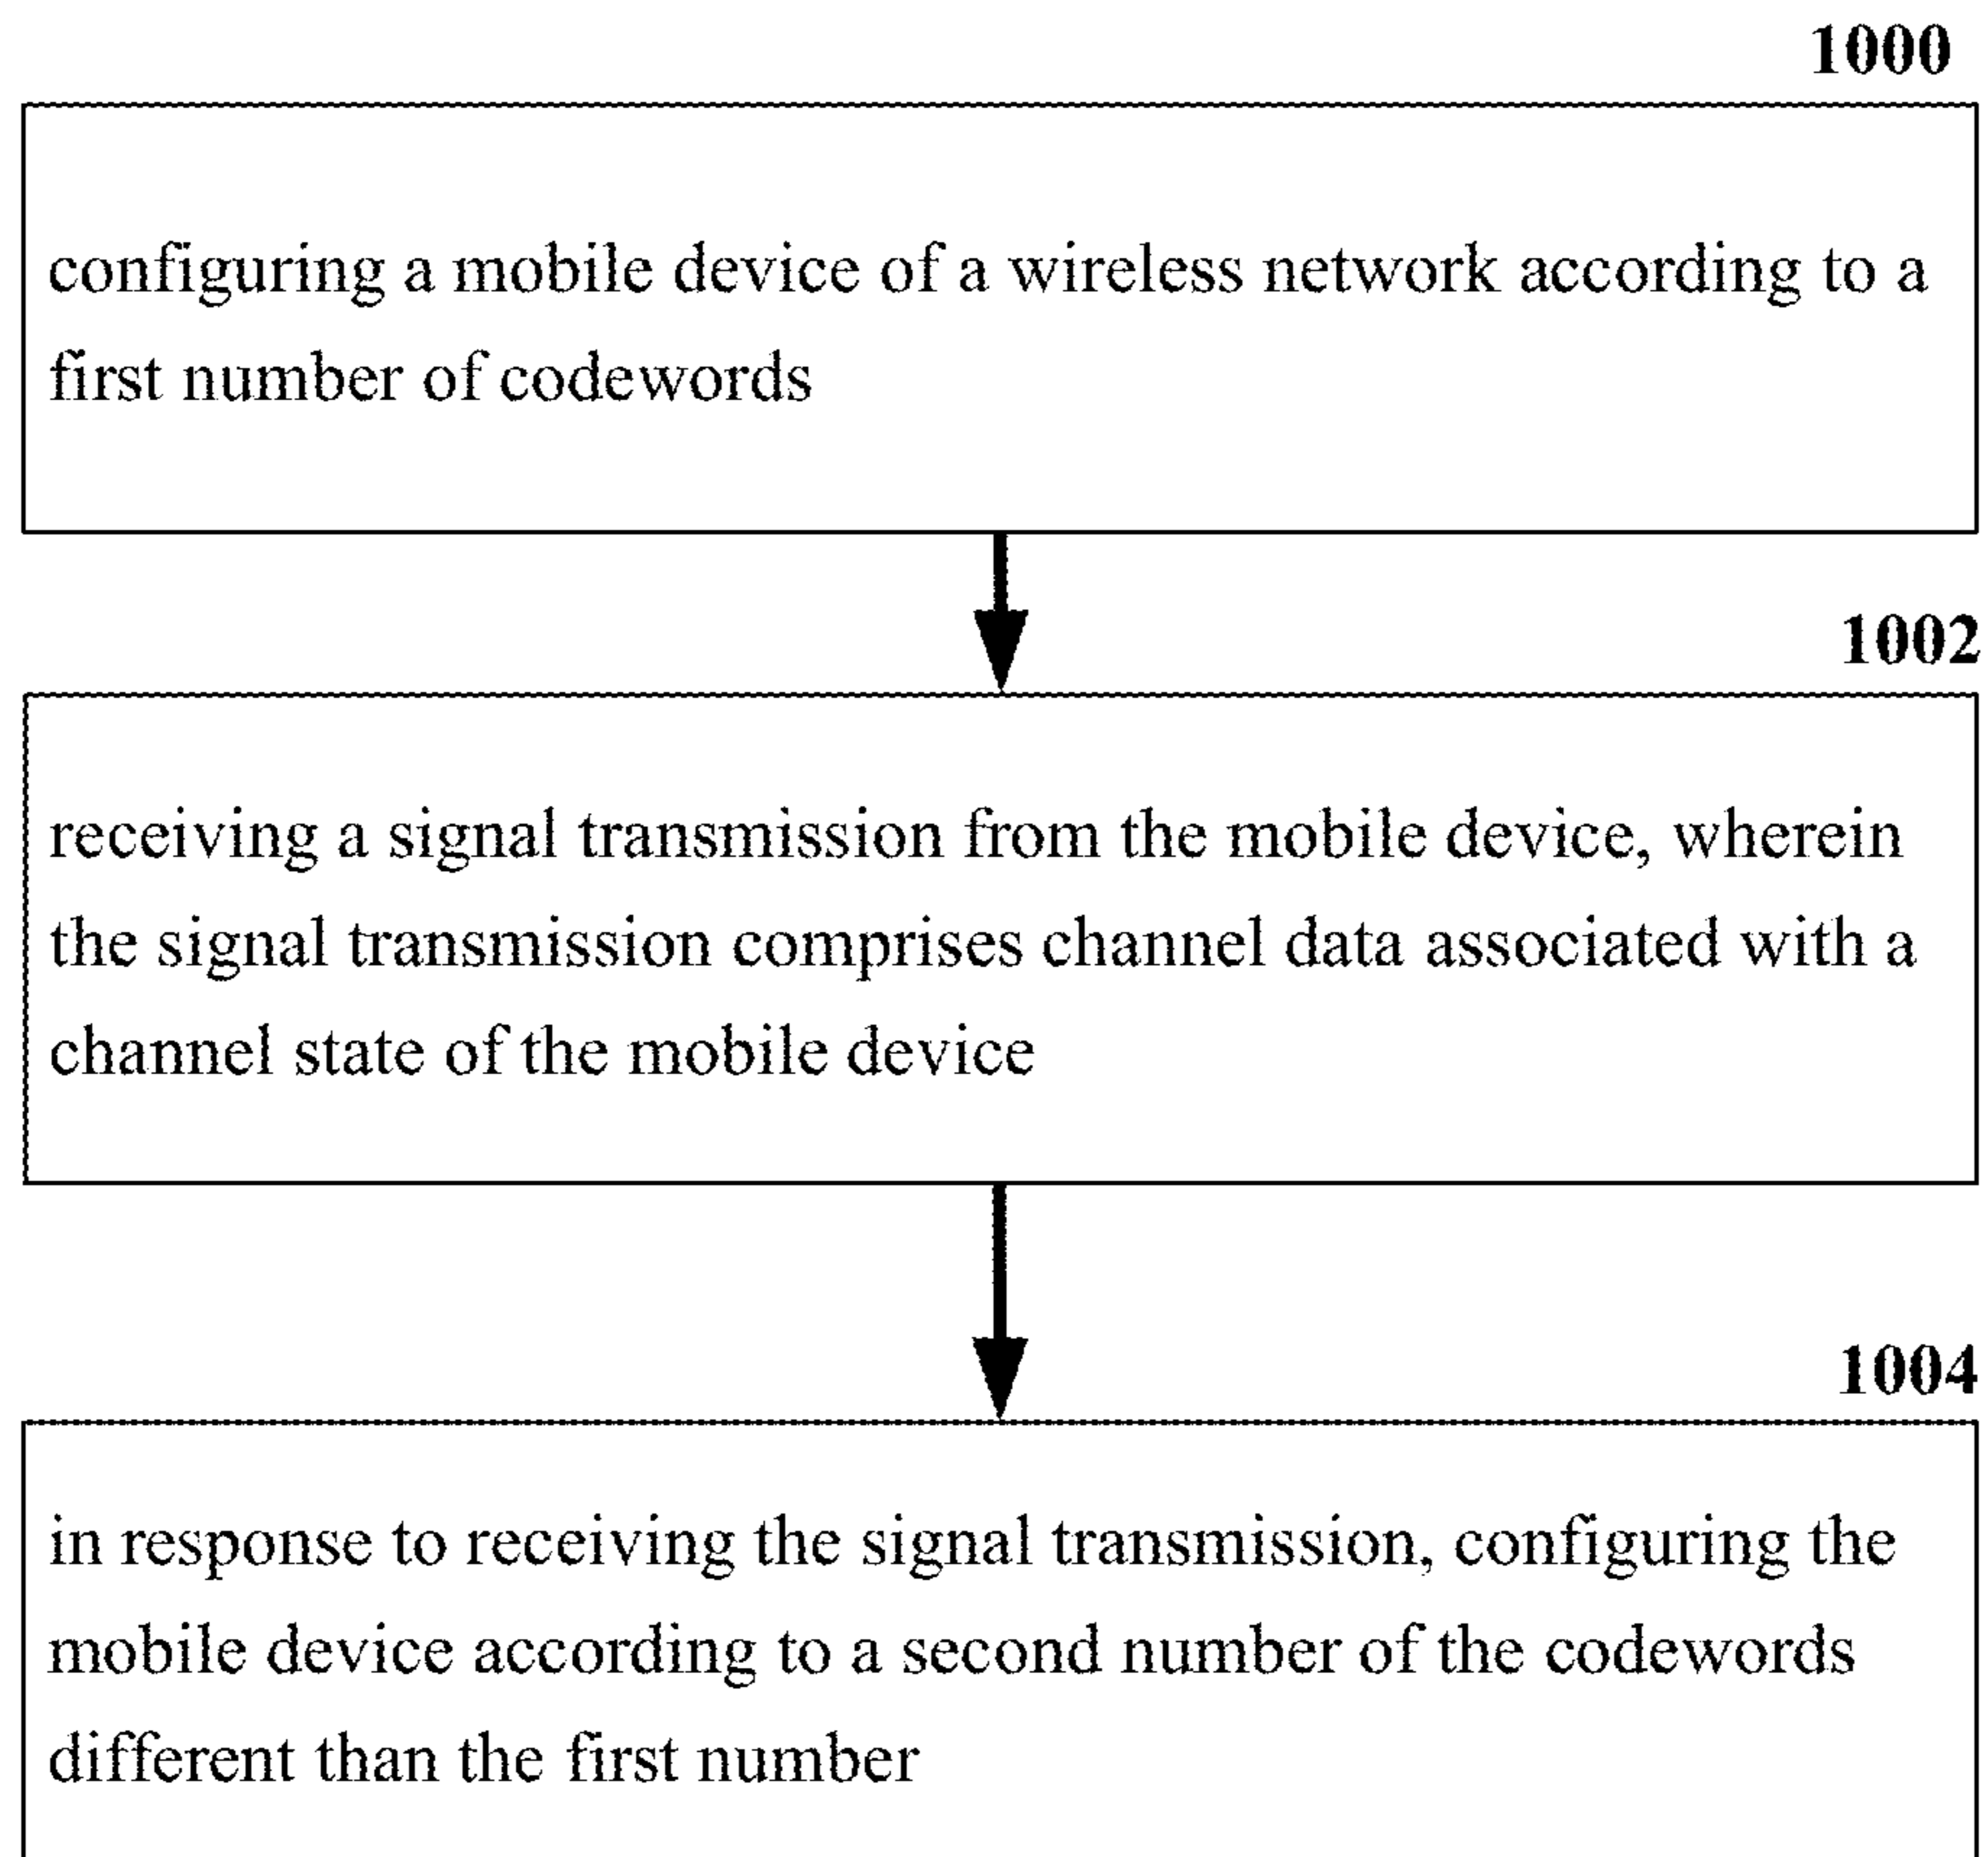 1000
configuring a mobile device of a wireless network according to a
first number of codewords
1002
receiving a signal transmission from the mobile device, wherein
the signal transmission comprises channel data associated with a
channel state of the mobile device
1004
in response to receiving the signal transmission, configuring the
mobile device according to a second number of the codewords
different than the first number